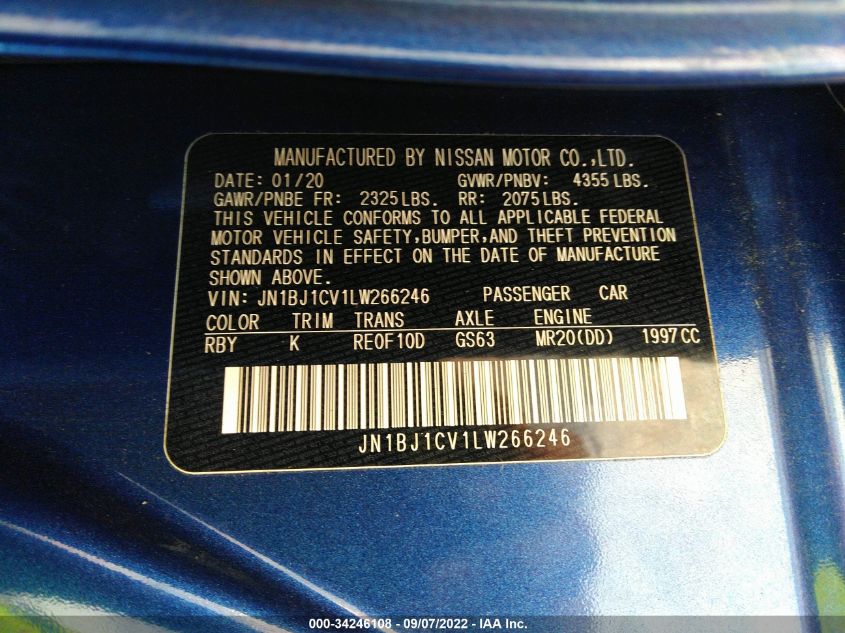 MANUFACTURED BY NISSAN MOTOR CO.,LTD.
DATE: 01/20 GVWR/PNBV: 4355 LBS.
GAWR/PNBE FR: 2325 LBS. RR: 2075 LBS.
THIS VEHICLE CONFORMS TO ALL APPLICABLE FEDERAL
MOTOR VEHICLE SAFETY, BUMPER, AND THEFT PREVENTION
STANDARDS IN EFFECT ON THE DATE OF MANUFACTURE
SHOWN ABOVE.
VIN: JN1BJ1CV1LW266246 PASSENGER CAR
COLOR TRIM TRANS AXLE ENGINE
RBY K RE0F10D GS63 MR20(DD) 1997 CC
JN1BJ1CV1LW266246
000-34246108 - 09/07/2022 - IAA Inc.